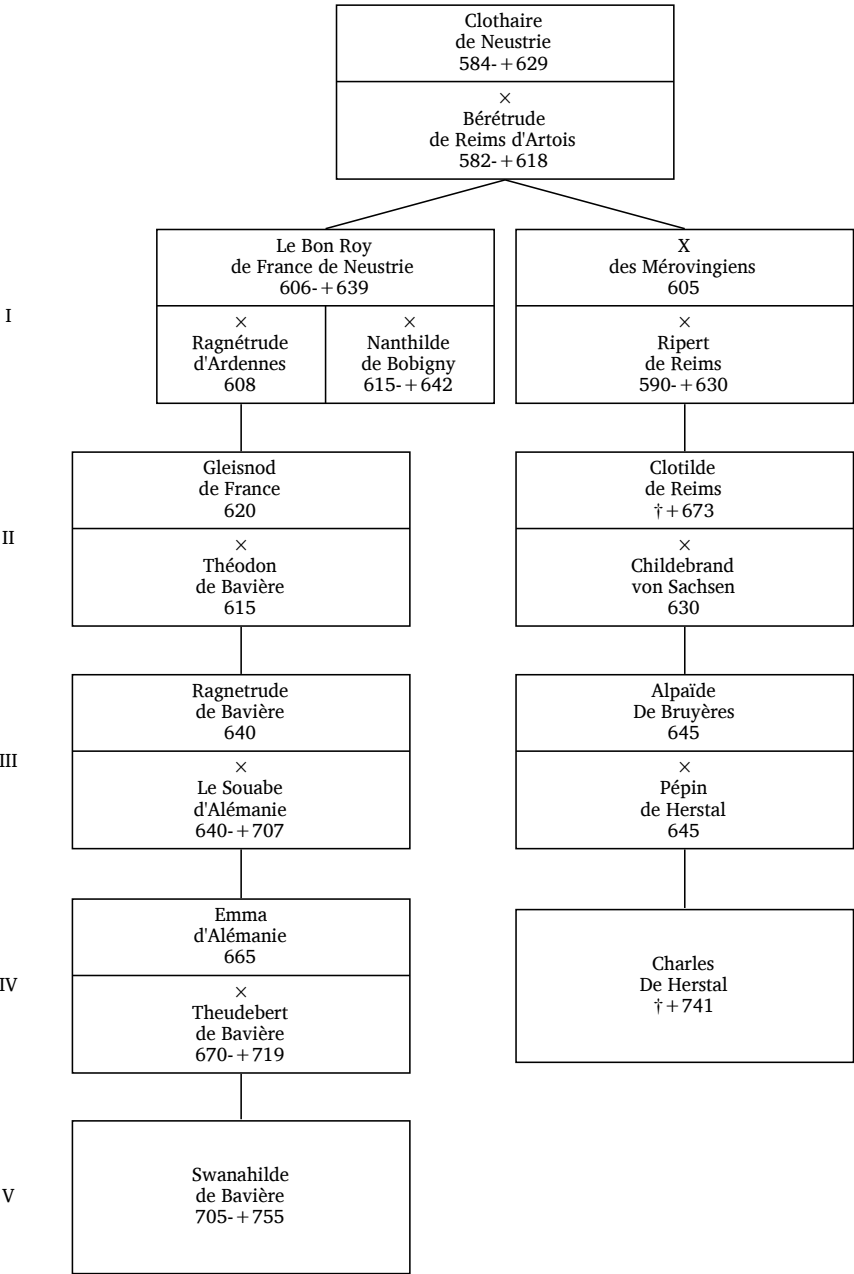 Clothaire
de Neustrie
584-+629
×
Bérétrude
de Reims d'Artois
582-+618
I
Le Bon Roy
de France de Neustrie
606-+639
×
Ragnétrude
d'Ardennes
608
×
Nanthilde
de Bobigny
615-+642
X
des Mérovingiens
605
×
Ripert
de Reims
590-+630
II
Gleisnod
de France
620
×
Théodon
de Bavière
615
Clotilde
de Reims
†+673
×
Childebrand
von Sachsen
630
III
Ragnetrude
de Bavière
640
×
Le Souabe
d'Alémanie
640-+707
Alpaïde
De Bruyères
645
×
Pépin
de Herstal
645
IV
Emma
d'Alémanie
665
×
Theudebert
de Bavière
670-+719
Charles
De Herstal
†+741
V
Swanahilde
de Bavière
705-+755